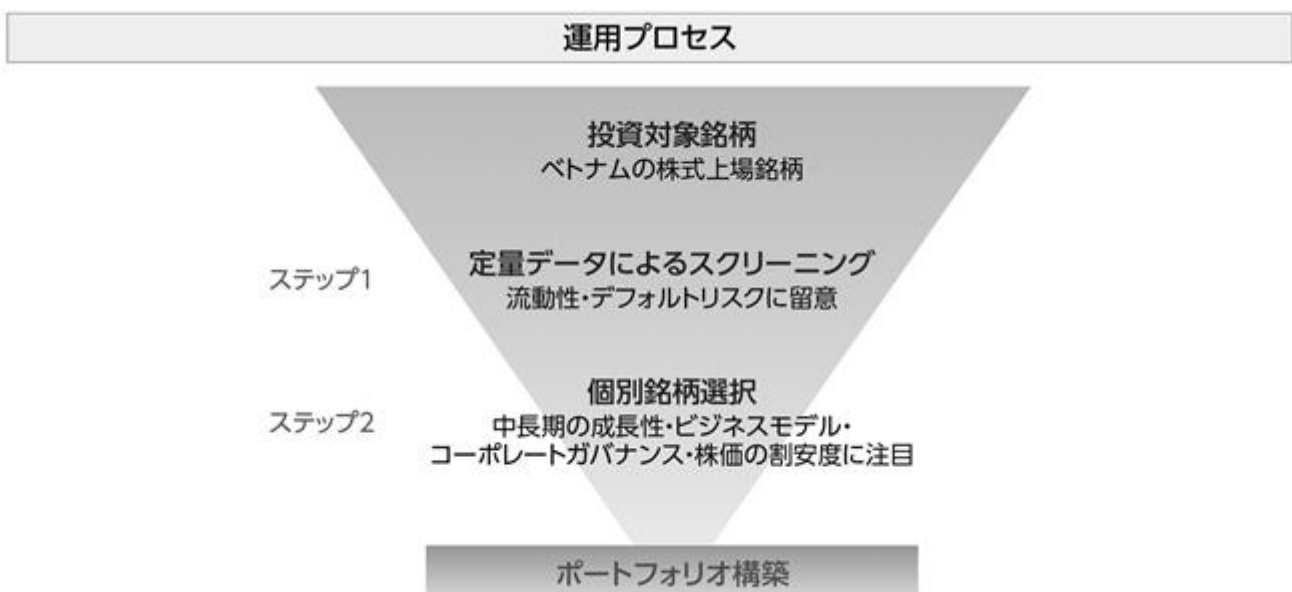 運用プロセス
投資対象銘柄
ベトナムの株式上場銘柄
ステップ1
定量データによるスクリーニング
流動性・デフォルトリスクに留意
ステップ2
個別銘柄選択
中長期の成長性・ビジネスモデル・
コーポレートガバナンス・株価の割安度に注目
ポートフォリオ構築